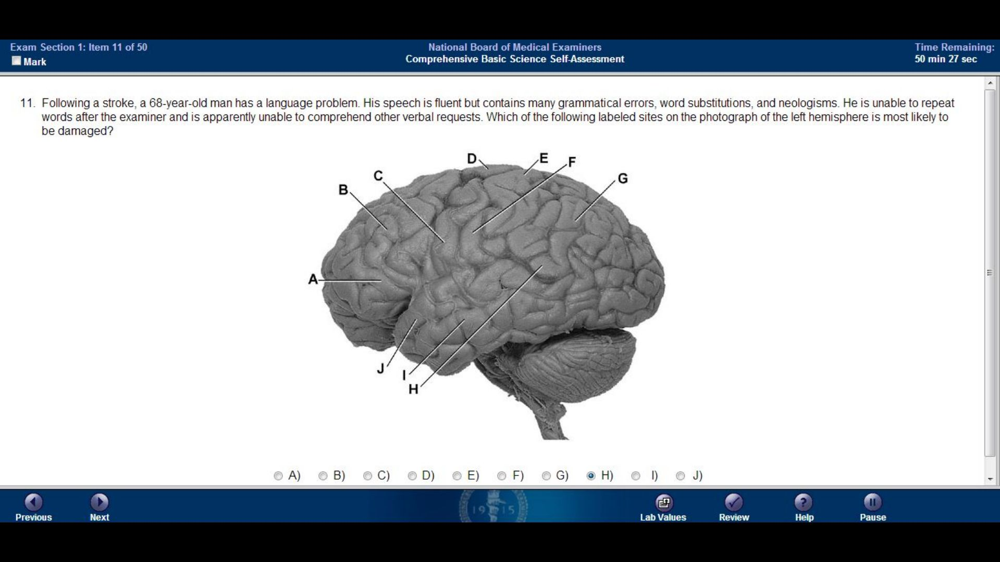 Exam Section 1: Item 11 of 50
National Board of Medical Examiners
Time Remaining:
Mark
Comprehensive Basic Science Self-Assessment
50 min 27 sec
11. Following a stroke, a 68-year-old man has a language problem. His speech is fluent but contains many grammatical errors, word substitutions, and neologisms. He is unable to repeat
words after the examiner and is apparently unable to comprehend other verbal requests. Which of the following labeled sites on the photograph of the left hemisphere is most likely to
be damaged?
D
E
F
C
G
B
A
J
I
H
A) B) C) D) E) F) G) H) I) J)
19 15
Previous
Next
Lab Values
Review
Help
Pause